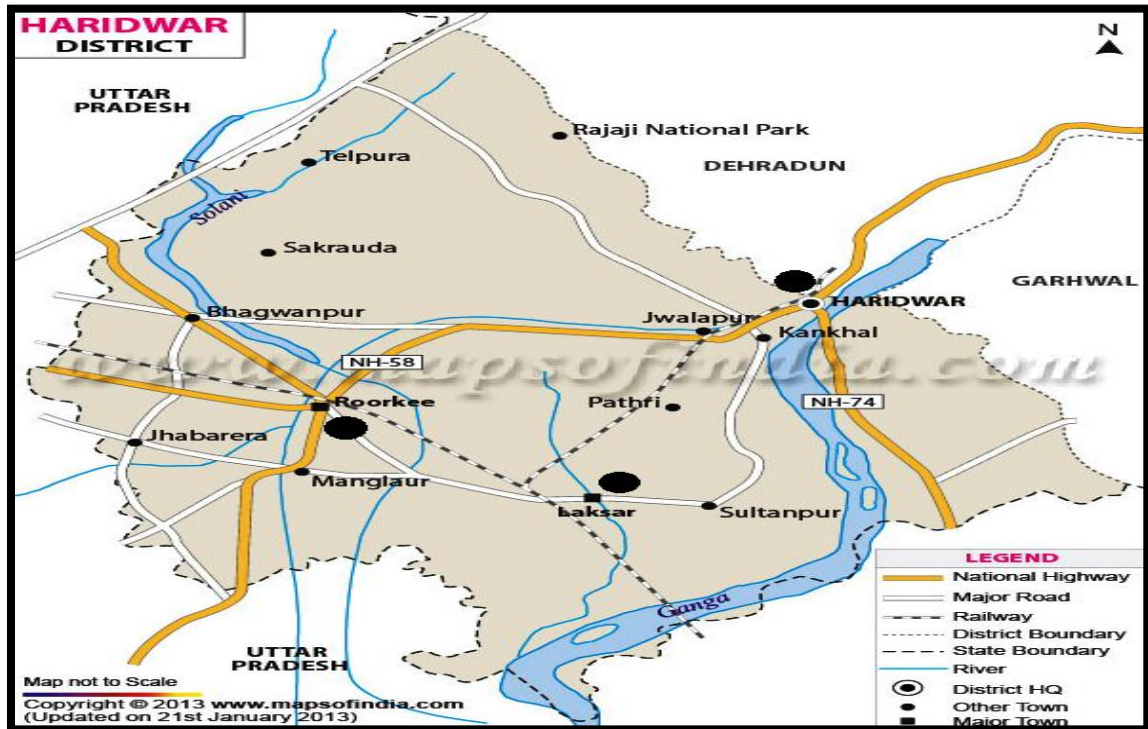 HARIDWAR
DISTRICT
N
UTTAR
PRADESH
Rajaji National Park
Telpura
DEHRADUN
Solani
Sakrauda
GARHWAL
HARIDWAR
Bhagwanpur
Jwalapur
Kankhal
www.mapsofindia.com
NH-58
Roorkee
Pathri
NH-74
Jhabarera
Manglaur
Laksar
Sultanpur
Ganga
UTTAR
PRADESH
LEGEND
National Highway
Major Road
Railway
District Boundary
State Boundary
River
District HQ
Other Town
Major Town
Map not to Scale
Copyright © 2013 www.mapsofindia.com
(Updated on 21st January 2013)